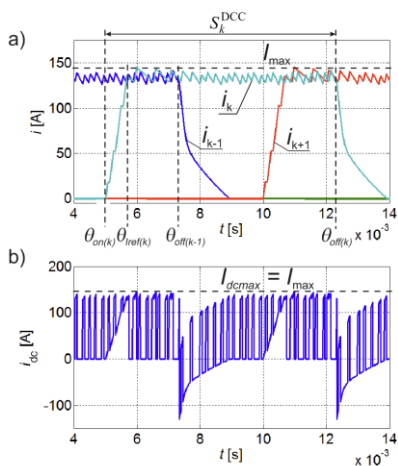 S_k^DCC
a)
I_max
150
100
50
0
i [A]
i_k
i_k-1
i_k+1
4 6 8 10 12 14
θ_on(k) θ_Iref(k) θ_off(k-1) t [s] θ_off(k) × 10⁻³
b)
I_dcmax = I_max
200
100
0
-100
i_dc [A]
4 6 8 10 12 14
t [s] × 10⁻³